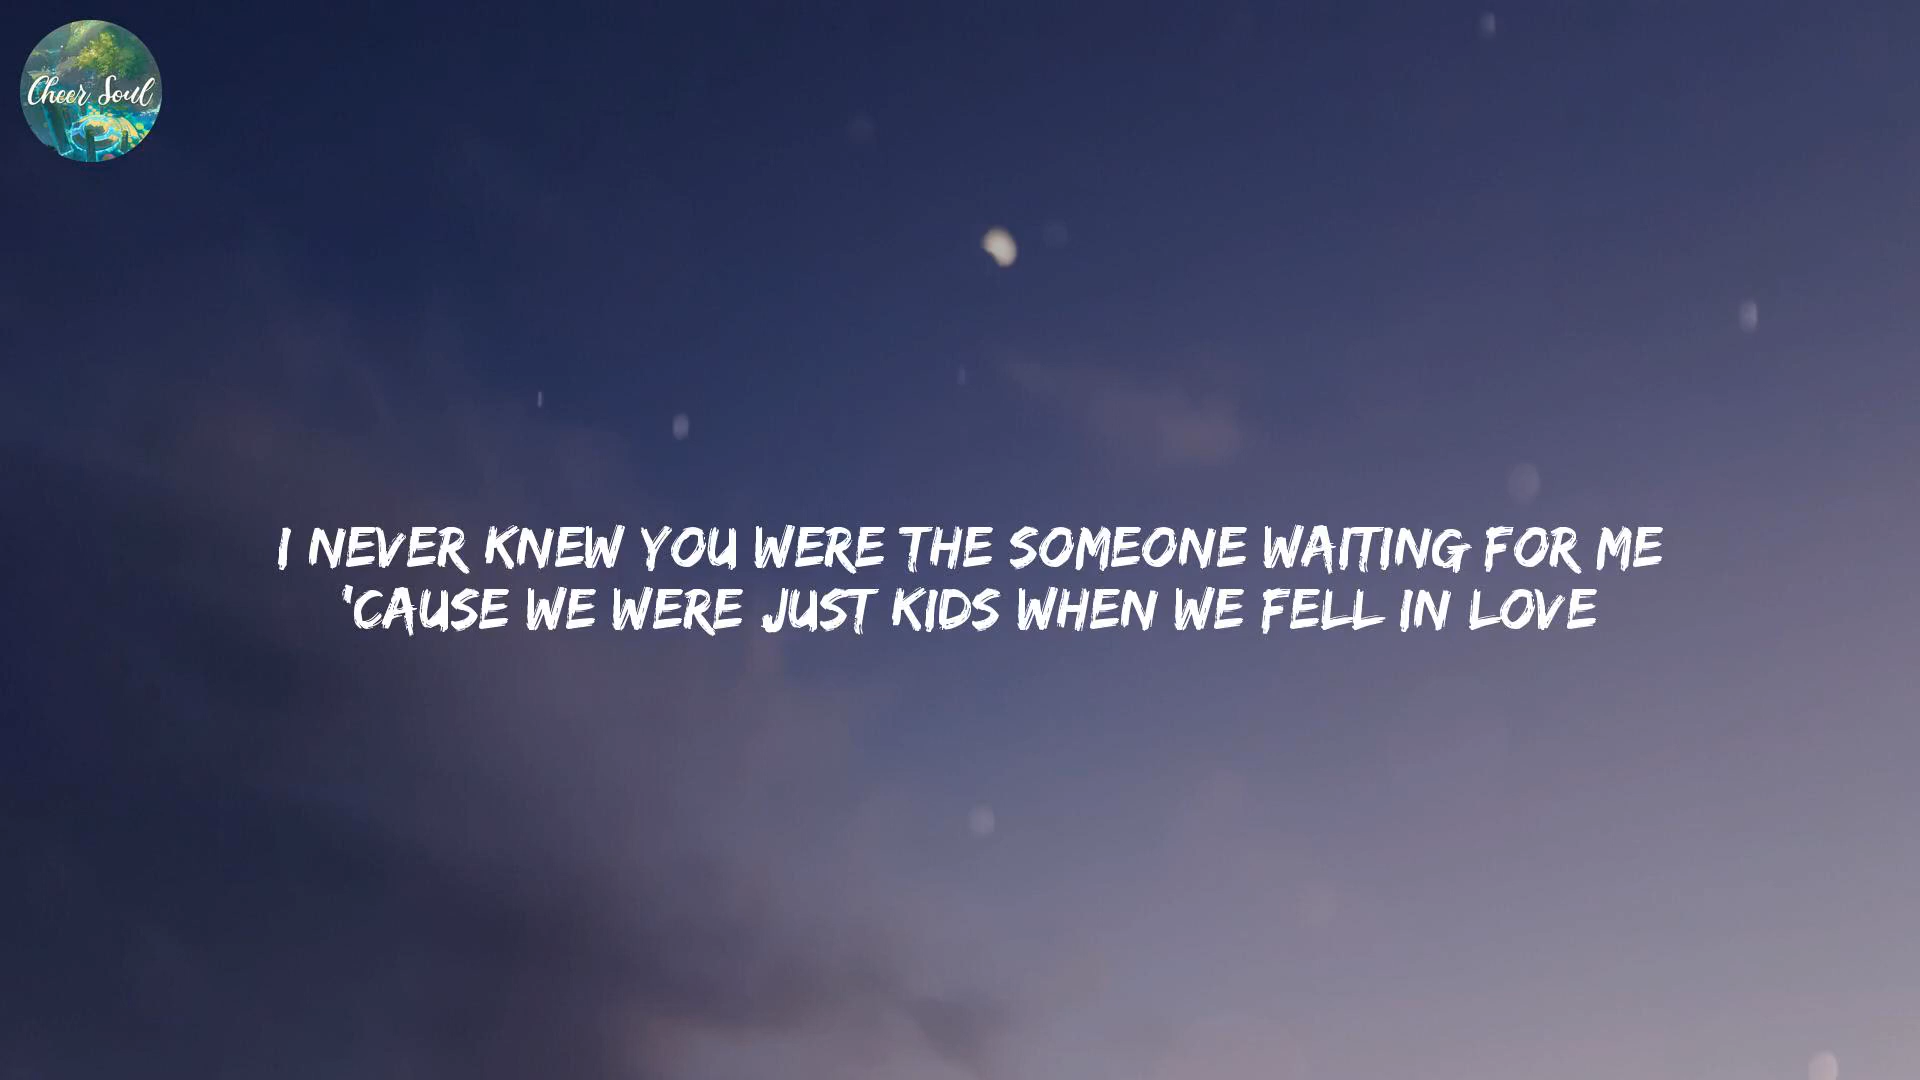 Cheer Soul
I NEVER KNEW YOU WERE THE SOMEONE WAITING FOR ME
'CAUSE WE WERE JUST KIDS WHEN WE FELL IN LOVE